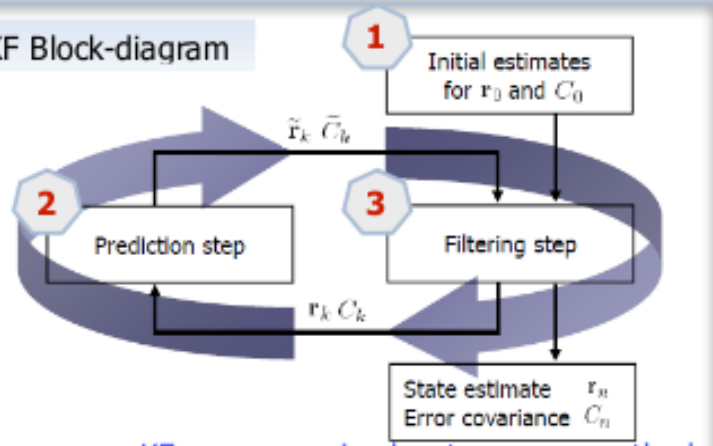 KF Block-diagram
1
Initial estimates
for r₀ and C₀
r̃ₖ C̃ₖ
2
3
Prediction step
Filtering step
rₖ Cₖ
State estimate rₙ
Error covariance Cₙ